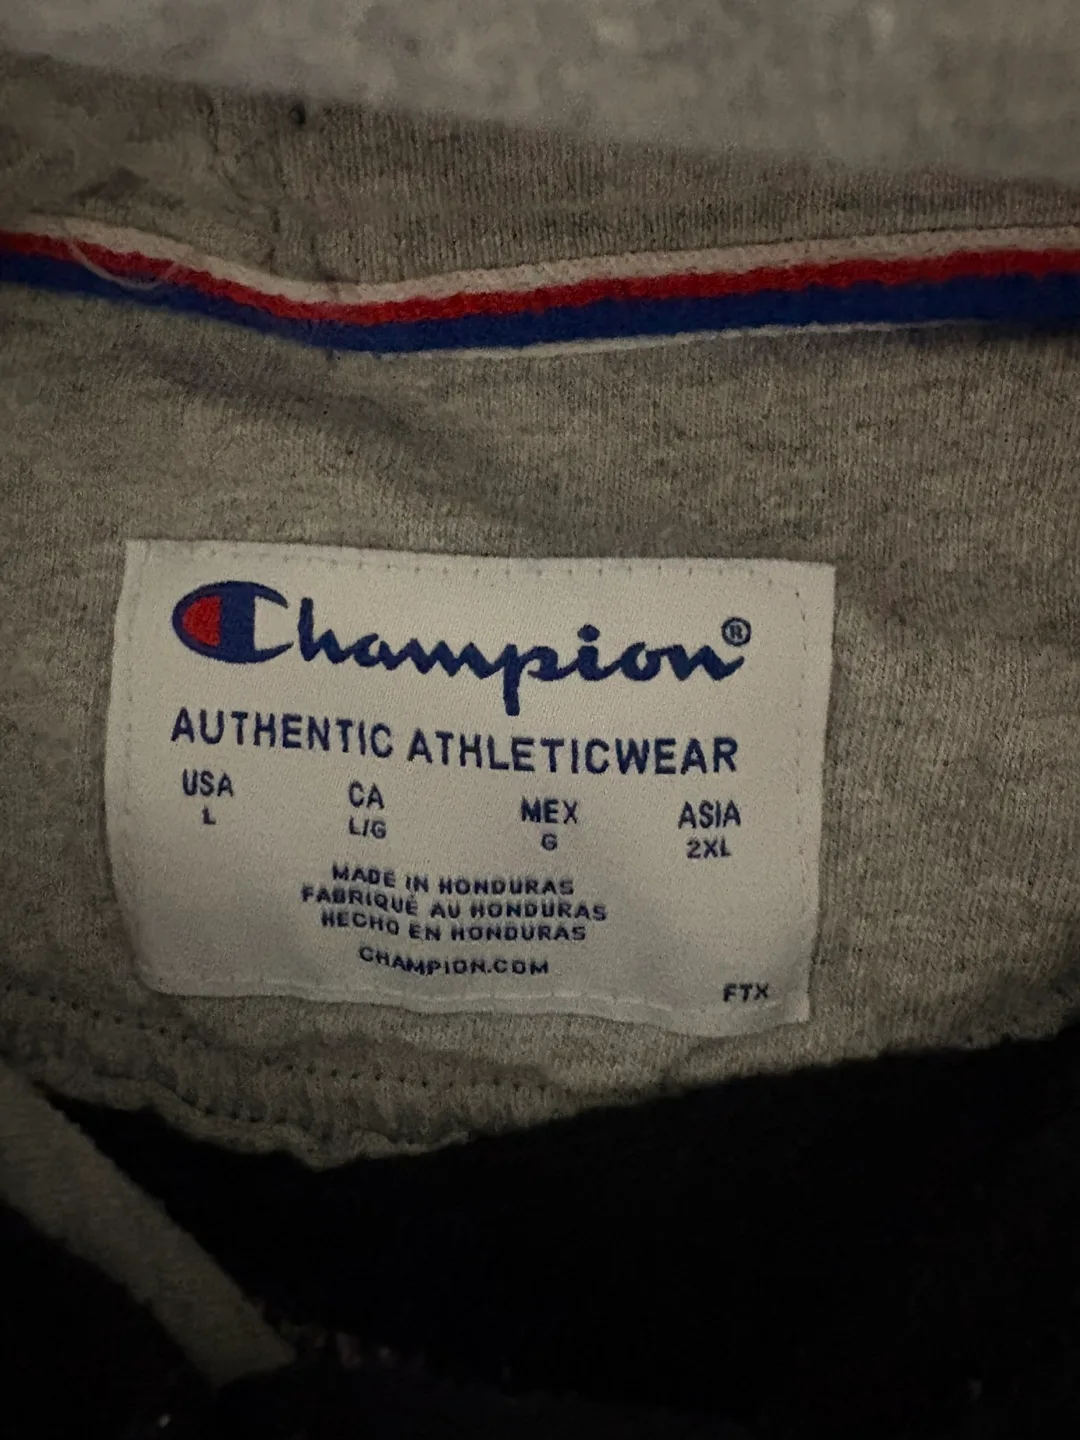 Champion®
AUTHENTIC ATHLETICWEAR
USA CA MEX ASIA
L L/G G 2XL
MADE IN HONDURAS
FABRIQUÉ AU HONDURAS
HECHO EN HONDURAS
CHAMPION.COM
FTX